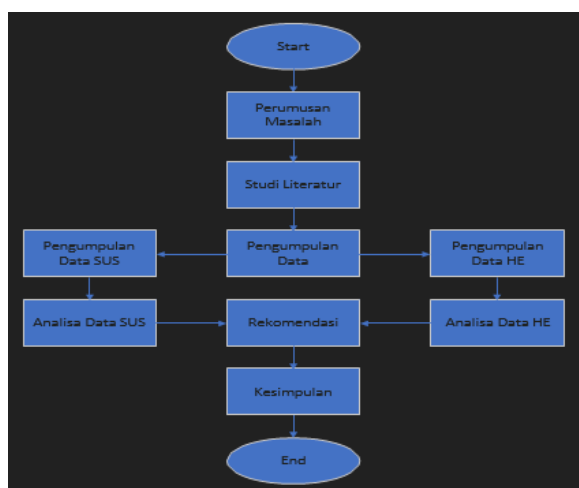 Start
Perumusan
Masalah
Studi Literatur
Pengumpulan
Data SUS
Pengumpulan
Data
Pengumpulan
Data HE
Analisa Data SUS
Rekomendasi
Analisa Data HE
Kesimpulan
End